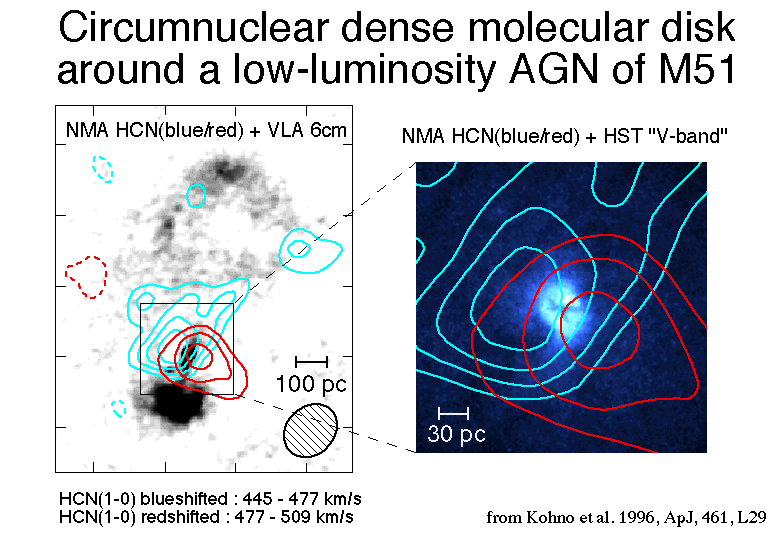 Circumnuclear dense molecular disk
around a low-luminosity AGN of M51
NMA HCN(blue/red) + VLA 6cm
NMA HCN(blue/red) + HST "V-band"
100 pc
30 pc
HCN(1-0) blueshifted : 445 - 477 km/s
HCN(1-0) redshifted : 477 - 509 km/s
from Kohno et al. 1996, ApJ, 461, L29